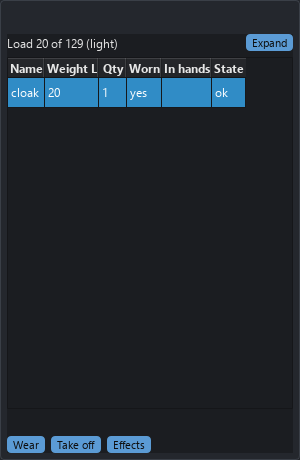 Load 20 of 129 (light) Expand
Name Weight L Qty Worn In hands State
cloak 20 1 yes ok
Wear Take off Effects